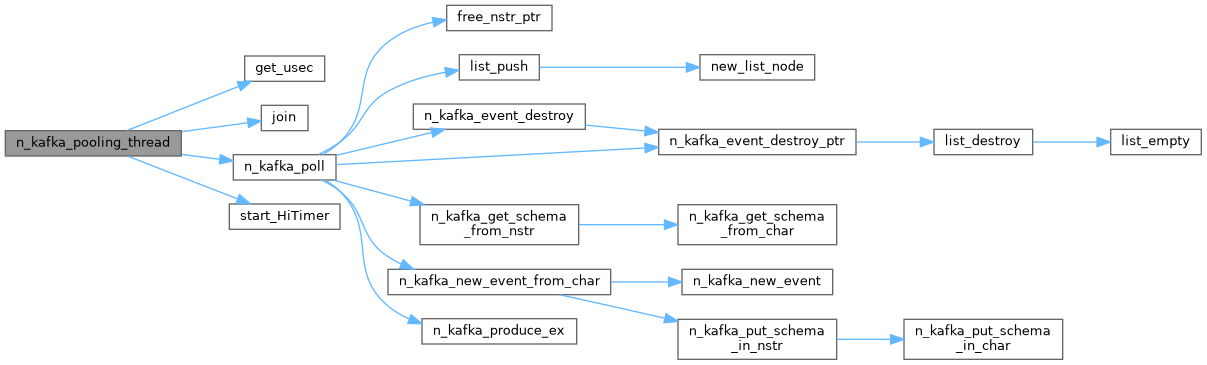 n_kafka_pooling_thread
get_usec
join
n_kafka_poll
start_HiTimer
free_nstr_ptr
list_push
new_list_node
n_kafka_event_destroy
n_kafka_event_destroy_ptr
list_destroy
list_empty
n_kafka_get_schema
_from_nstr
n_kafka_get_schema
_from_char
n_kafka_new_event_from_char
n_kafka_new_event
n_kafka_put_schema
_in_nstr
n_kafka_put_schema
_in_char
n_kafka_produce_ex